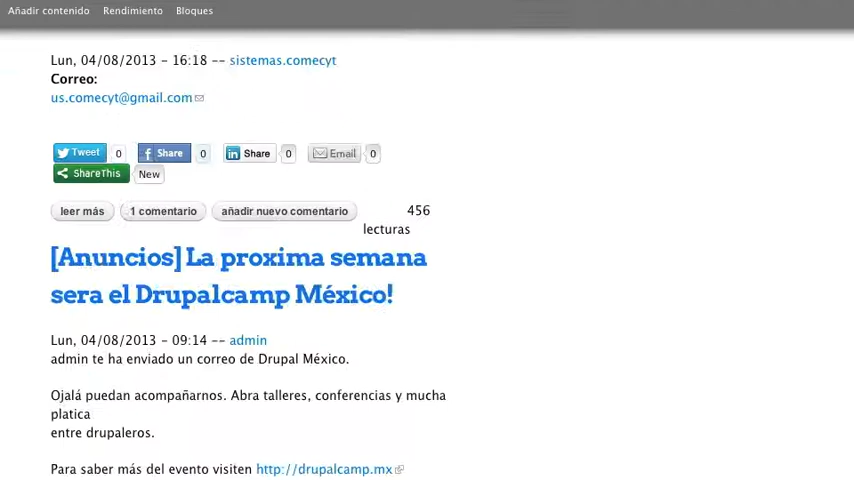 Añadir contenido Rendimiento Bloques
Lun, 04/08/2013 - 16:18 -- sistemas.comecyt
Correo:
us.comecyt@gmail.com
Tweet 0 Share 0 Share 0 Email 0
ShareThis New
leer más 1 comentario añadir nuevo comentario 456
lecturas
[Anuncios] La proxima semana
sera el Drupalcamp México!
Lun, 04/08/2013 - 09:14 -- admin
admin te ha enviado un correo de Drupal México.
Ojalá puedan acompañarnos. Abra talleres, conferencias y mucha
platica
entre drupaleros.
Para saber más del evento visiten http://drupalcamp.mx